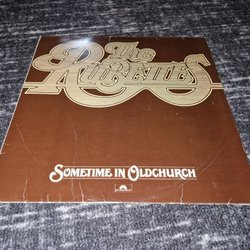 The
Rubettes
SOMETIME IN OLDCHURCH